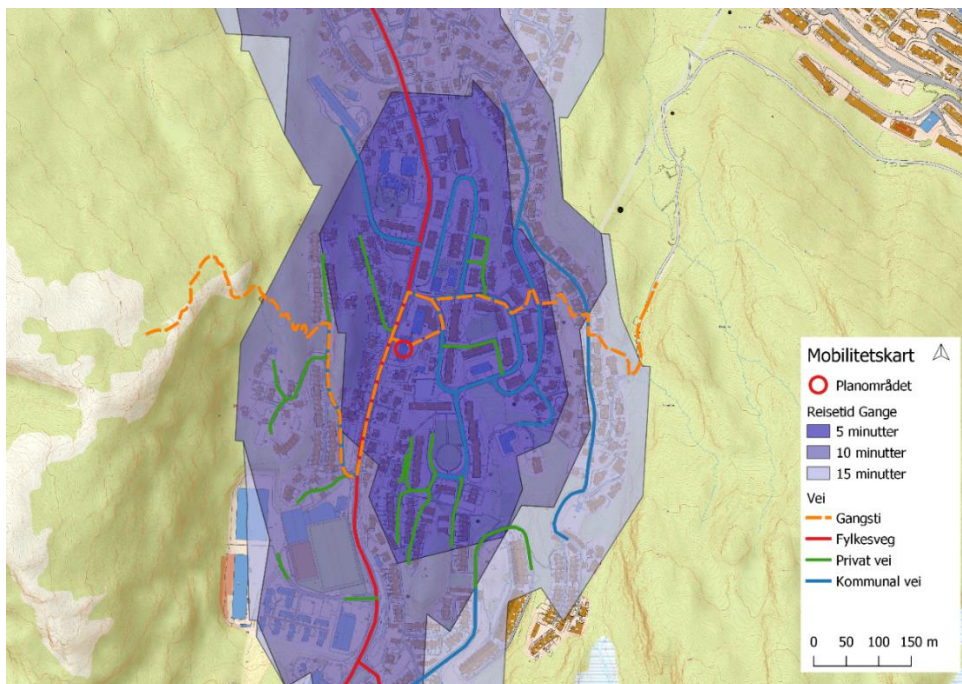 Mobilitetskart
Planområdet
Reisetid Gange
5 minutter
10 minutter
15 minutter
Vei
Gangsti
Fylkesveg
Privat vei
Kommunal vei
0 50 100 150 m